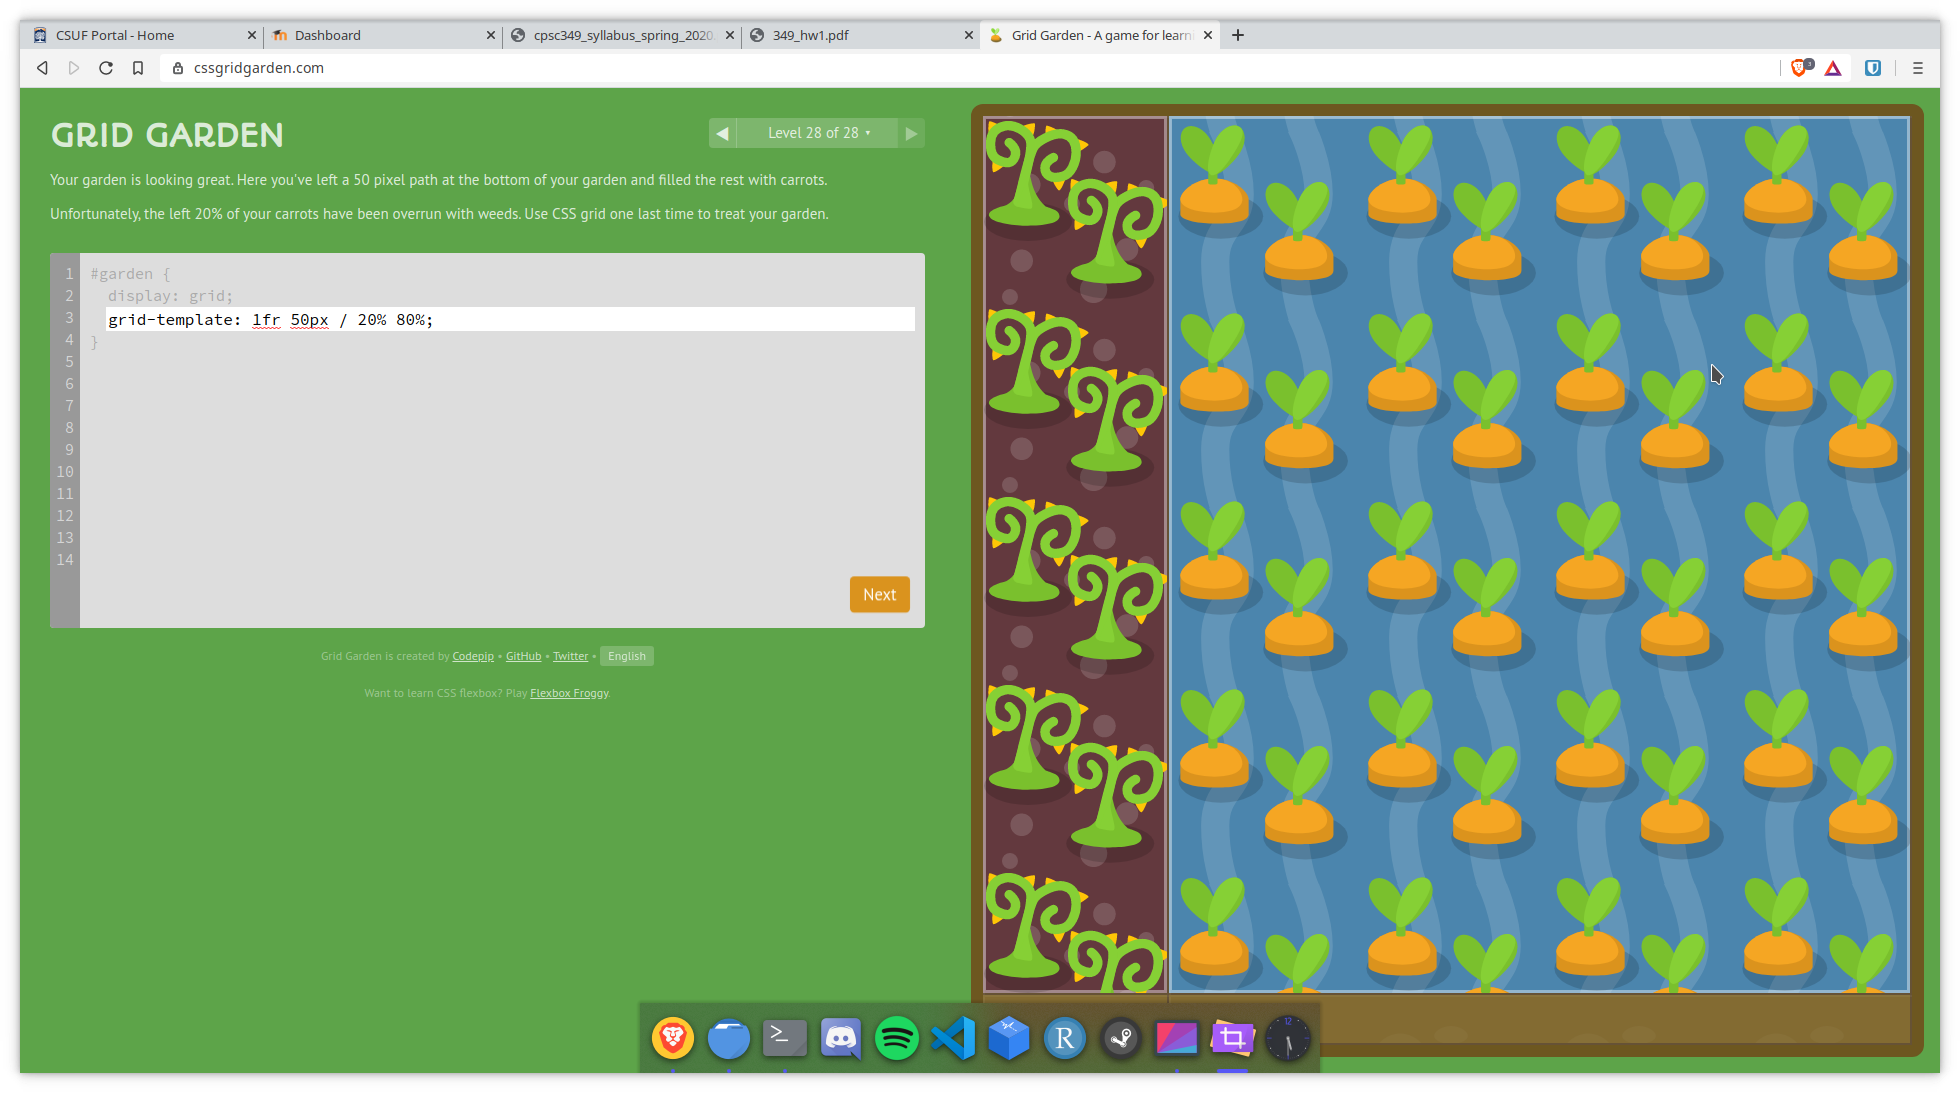 CSUF Portal - Home
Dashboard
cpsc349_syllabus_spring_2020.
349_hw1.pdf
Grid Garden - A game for learn
cssgridgarden.com
3
GRID GARDEN
Level 28 of 28
Your garden is looking great. Here you've left a 50 pixel path at the bottom of your garden and filled the rest with carrots.
Unfortunately, the left 20% of your carrots have been overrun with weeds. Use CSS grid one last time to treat your garden.
1 #garden {
2 display: grid;
3 grid-template: 1fr 50px / 20% 80%;
4 }
5
6
7
8
9
10
11
12
13
14
Next
Grid Garden is created by Codepip • GitHub • Twitter • English
Want to learn CSS flexbox? Play Flexbox Froggy.
R
12